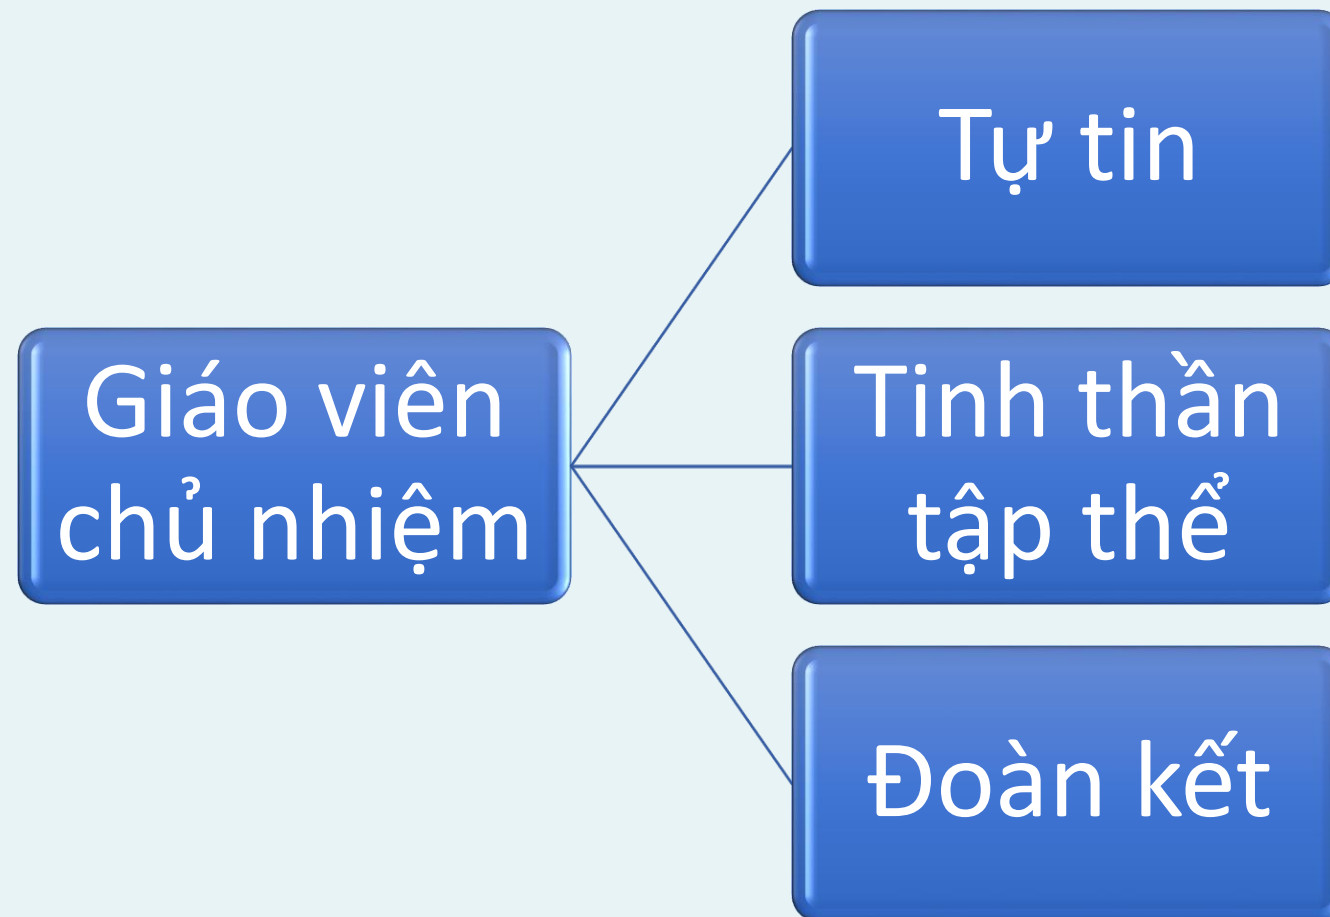 Tự tin
Giáo viên
chủ nhiệm
Tinh thần
tập thể
Đoàn kết